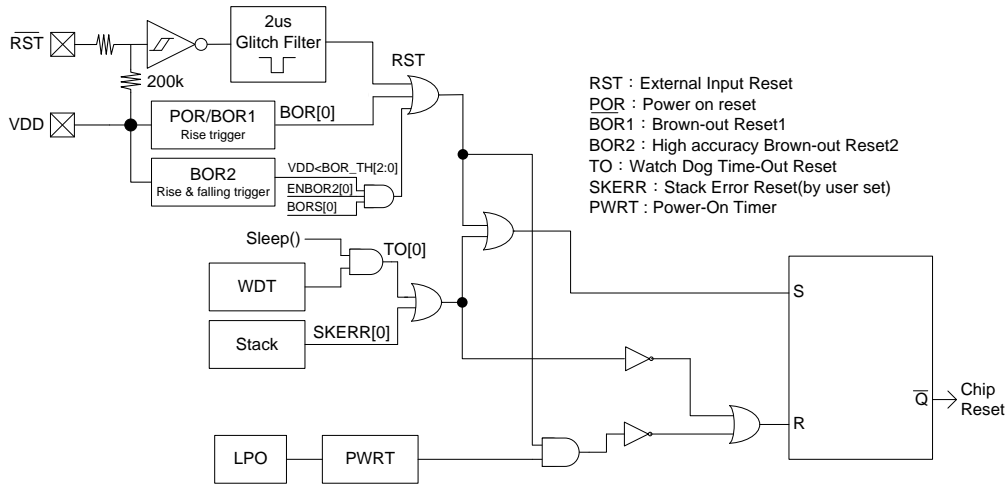 RST
2us
Glitch Filter
200k
RST
VDD
POR/BOR1
Rise trigger
BOR[0]
BOR2
Rise & falling trigger
VDD<BOR_TH[2:0]
ENBOR2[0]
BORS[0]
RST：External Input Reset
POR：Power on reset
BOR1：Brown-out Reset1
BOR2：High accuracy Brown-out Reset2
TO：Watch Dog Time-Out Reset
SKERR：Stack Error Reset(by user set)
PWRT : Power-On Timer
Sleep()
TO[0]
WDT
Stack
SKERR[0]
S
Q
Chip
Reset
R
LPO
PWRT